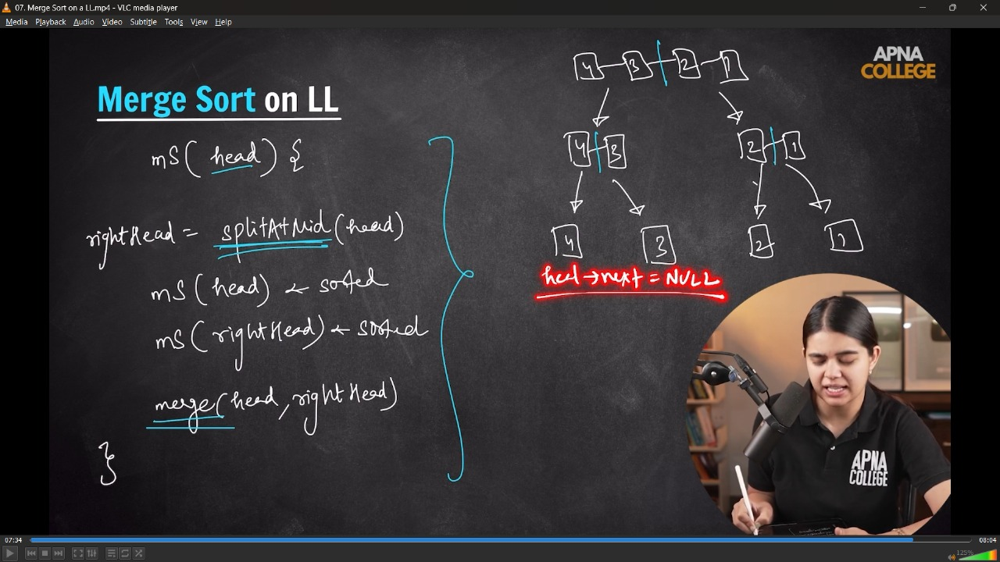 07. Merge Sort on a LL.mp4 - VLC media player
Media Playback Audio Video Subtitle Tools View Help
APNA
COLLEGE
Merge Sort on LL
mS(head) {
rightHead = splitAtMid(head)
mS(head) ← sorted
mS(rightHead) ← sorted
merge(head, rightHead)
}
4 3 2 1
4 3 2 1
4 3 2 1
head → next = NULL
APNA
COLLEGE
07:34 08:04
125%